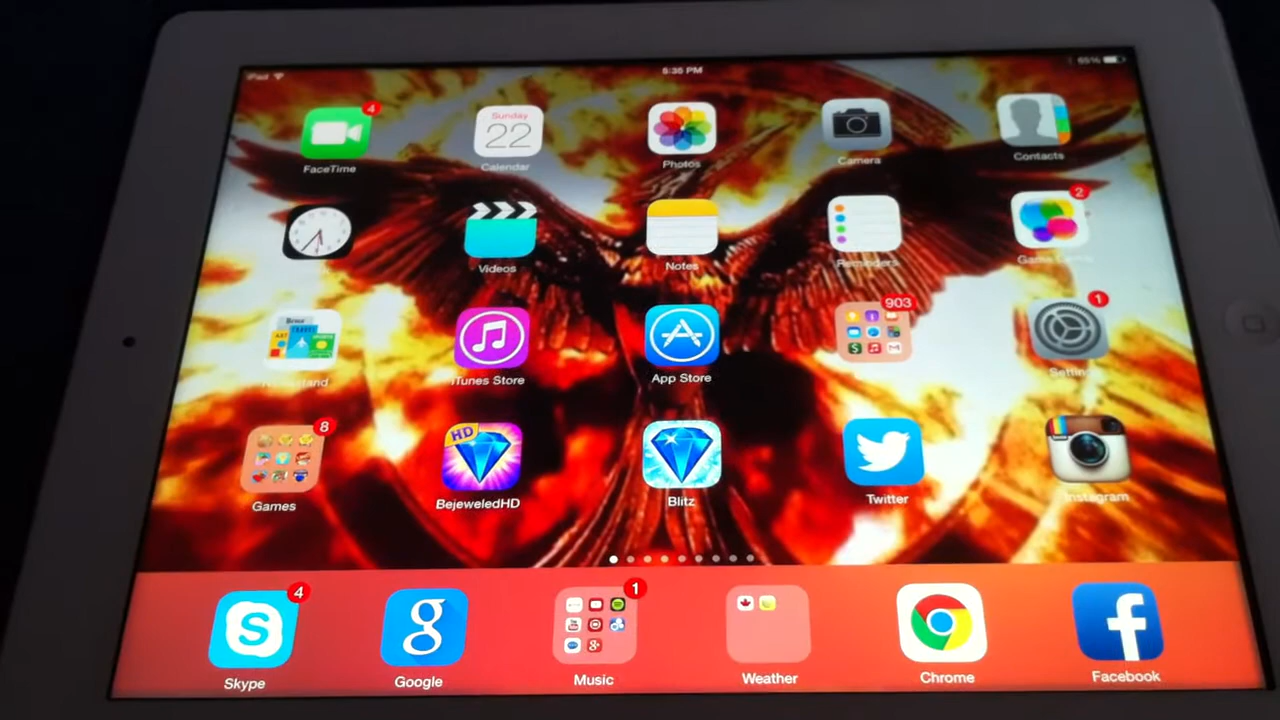 iPad 5:35 PM 65%
4
Sunday
22
FaceTime Calendar Photos Camera Contacts
2
Videos Notes Reminders Game Center
903 1
iTunes Store App Store Settings
8
HD
Games BejeweledHD Blitz Twitter Instagram
4 1
S g f
Skype Google Music Weather Chrome Facebook